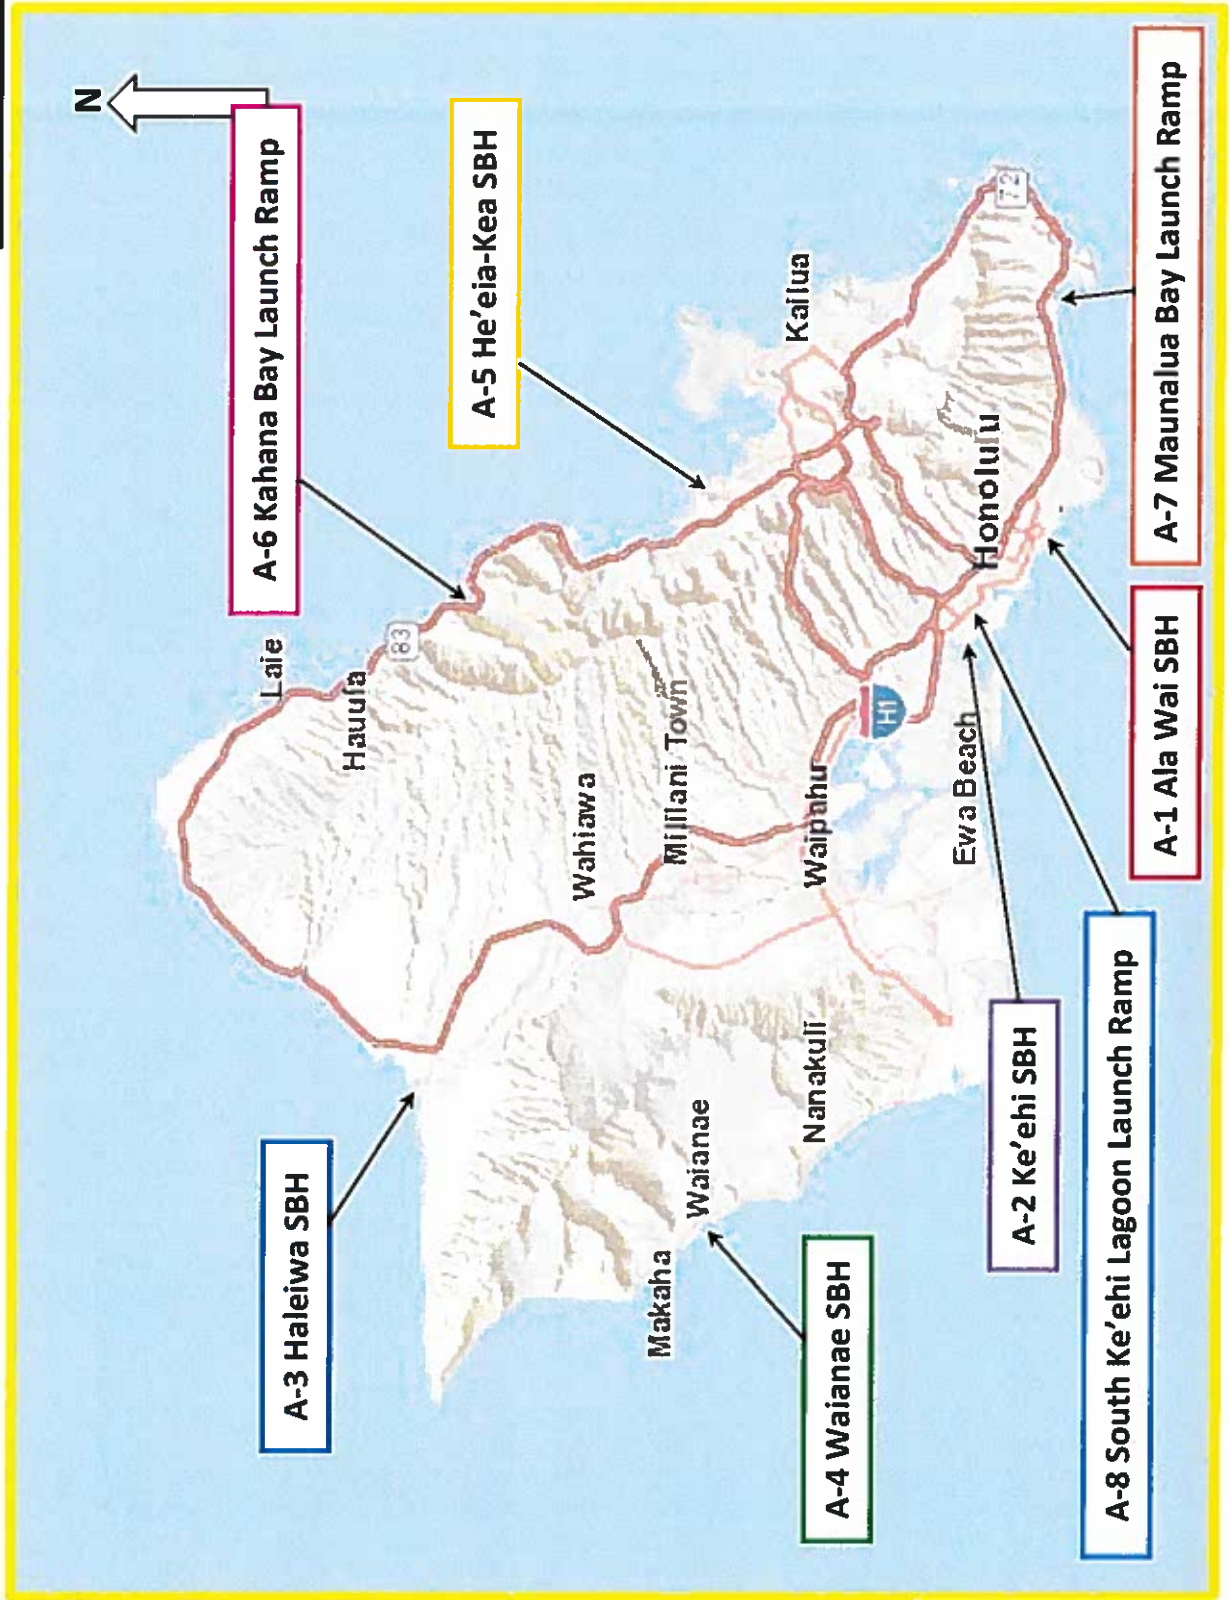 N
A-6 Kahana Bay Launch Ramp
Laie
A-3 Haleiwa SBH
Hauula
83
A-5 He’eia-Kea SBH
Wahiawa
Makaha
Mililani Town
Waianae
Kailua
Nanakuli
Waipahu
A-4 Waianae SBH
H1
Ewa Beach
Honolulu
72
A-2 Ke’ehi SBH
A-8 South Ke’ehi Lagoon Launch Ramp
A-1 Ala Wai SBH
A-7 Maunalua Bay Launch Ramp